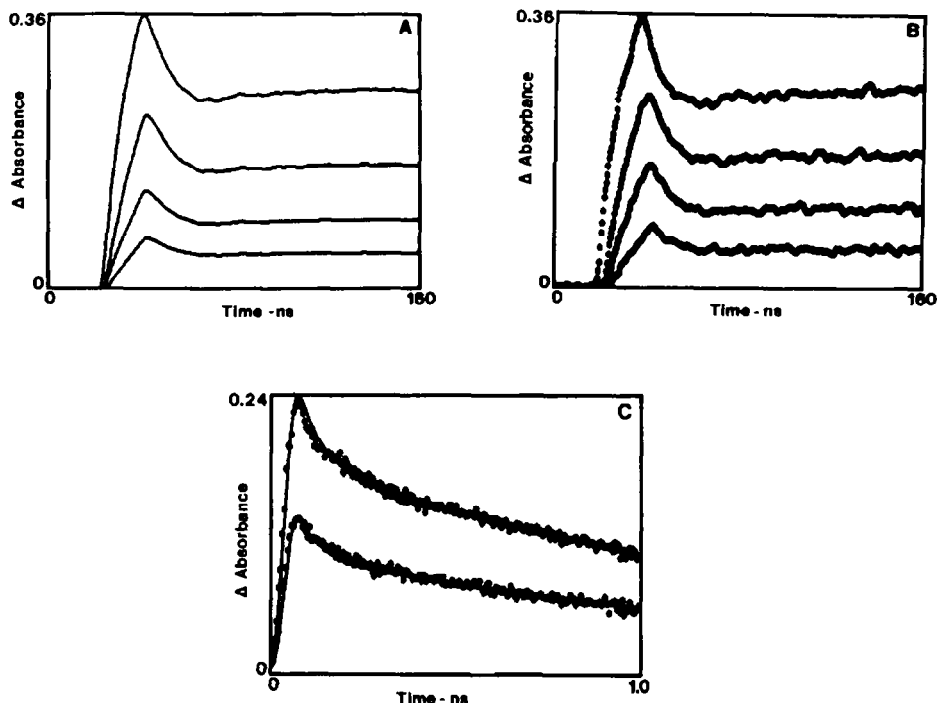 0.36
A
Δ Absorbance
0
0
160
Time - ns
0.36
B
Δ Absorbance
0
0
160
Time - ns
0.24
C
Δ Absorbance
0
0
1.0
Time - ns